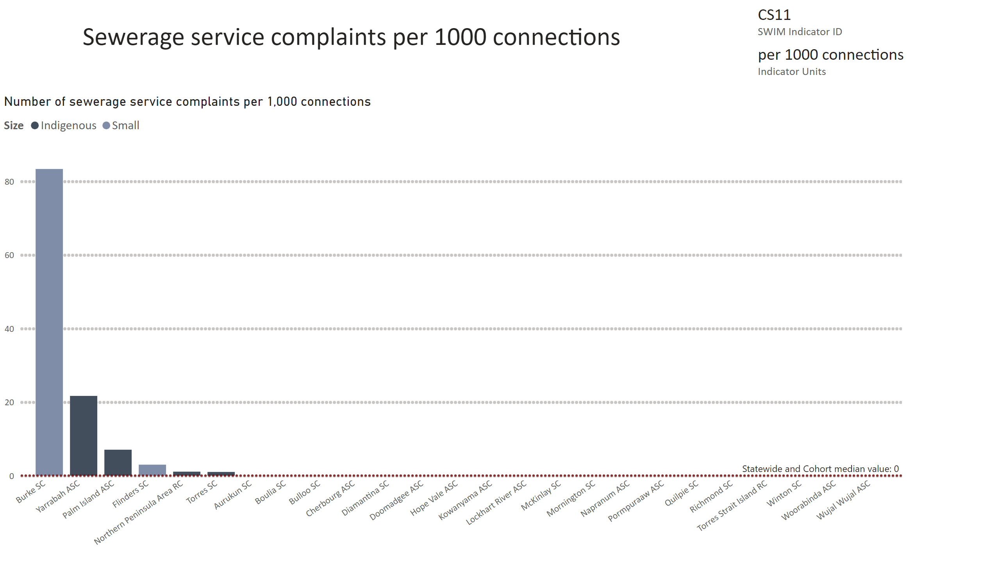 Sewerage service complaints per 1000 connections
CS11
SWIM Indicator ID
per 1000 connections
Indicator Units
Number of sewerage service complaints per 1,000 connections
Size Indigenous Small
80
60
40
20
0
Statewide and Cohort median value: 0
Burke SC
Yarrabah ASC
Palm Island ASC
Flinders SC
Northern Peninsula Area RC
Torres SC
Aurukun SC
Boulia SC
Bulloo SC
Cherbourg ASC
Diamantina SC
Doomadgee ASC
Hope Vale ASC
Kowanyama ASC
Lockhart River ASC
McKinlay SC
Mornington SC
Napranum ASC
Pormpuraaw ASC
Quilpie SC
Richmond SC
Torres Strait Island RC
Winton SC
Woorabinda ASC
Wujal Wujal ASC